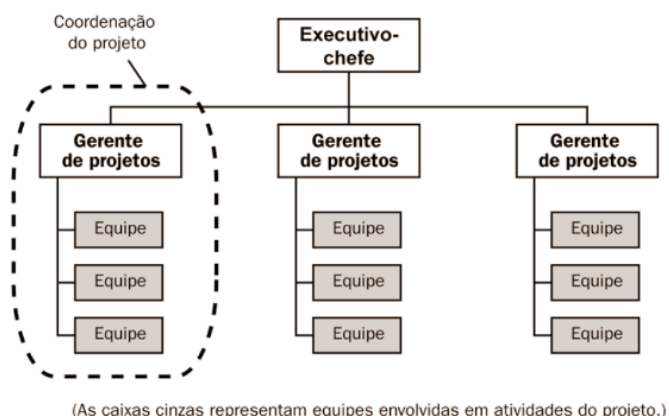 Coordenação
do projeto
Executivo-
chefe
Gerente
de projetos
Gerente
de projetos
Gerente
de projetos
Equipe
Equipe
Equipe
Equipe
Equipe
Equipe
Equipe
Equipe
Equipe
(As caixas cinzas representam equipes envolvidas em atividades do projeto.)